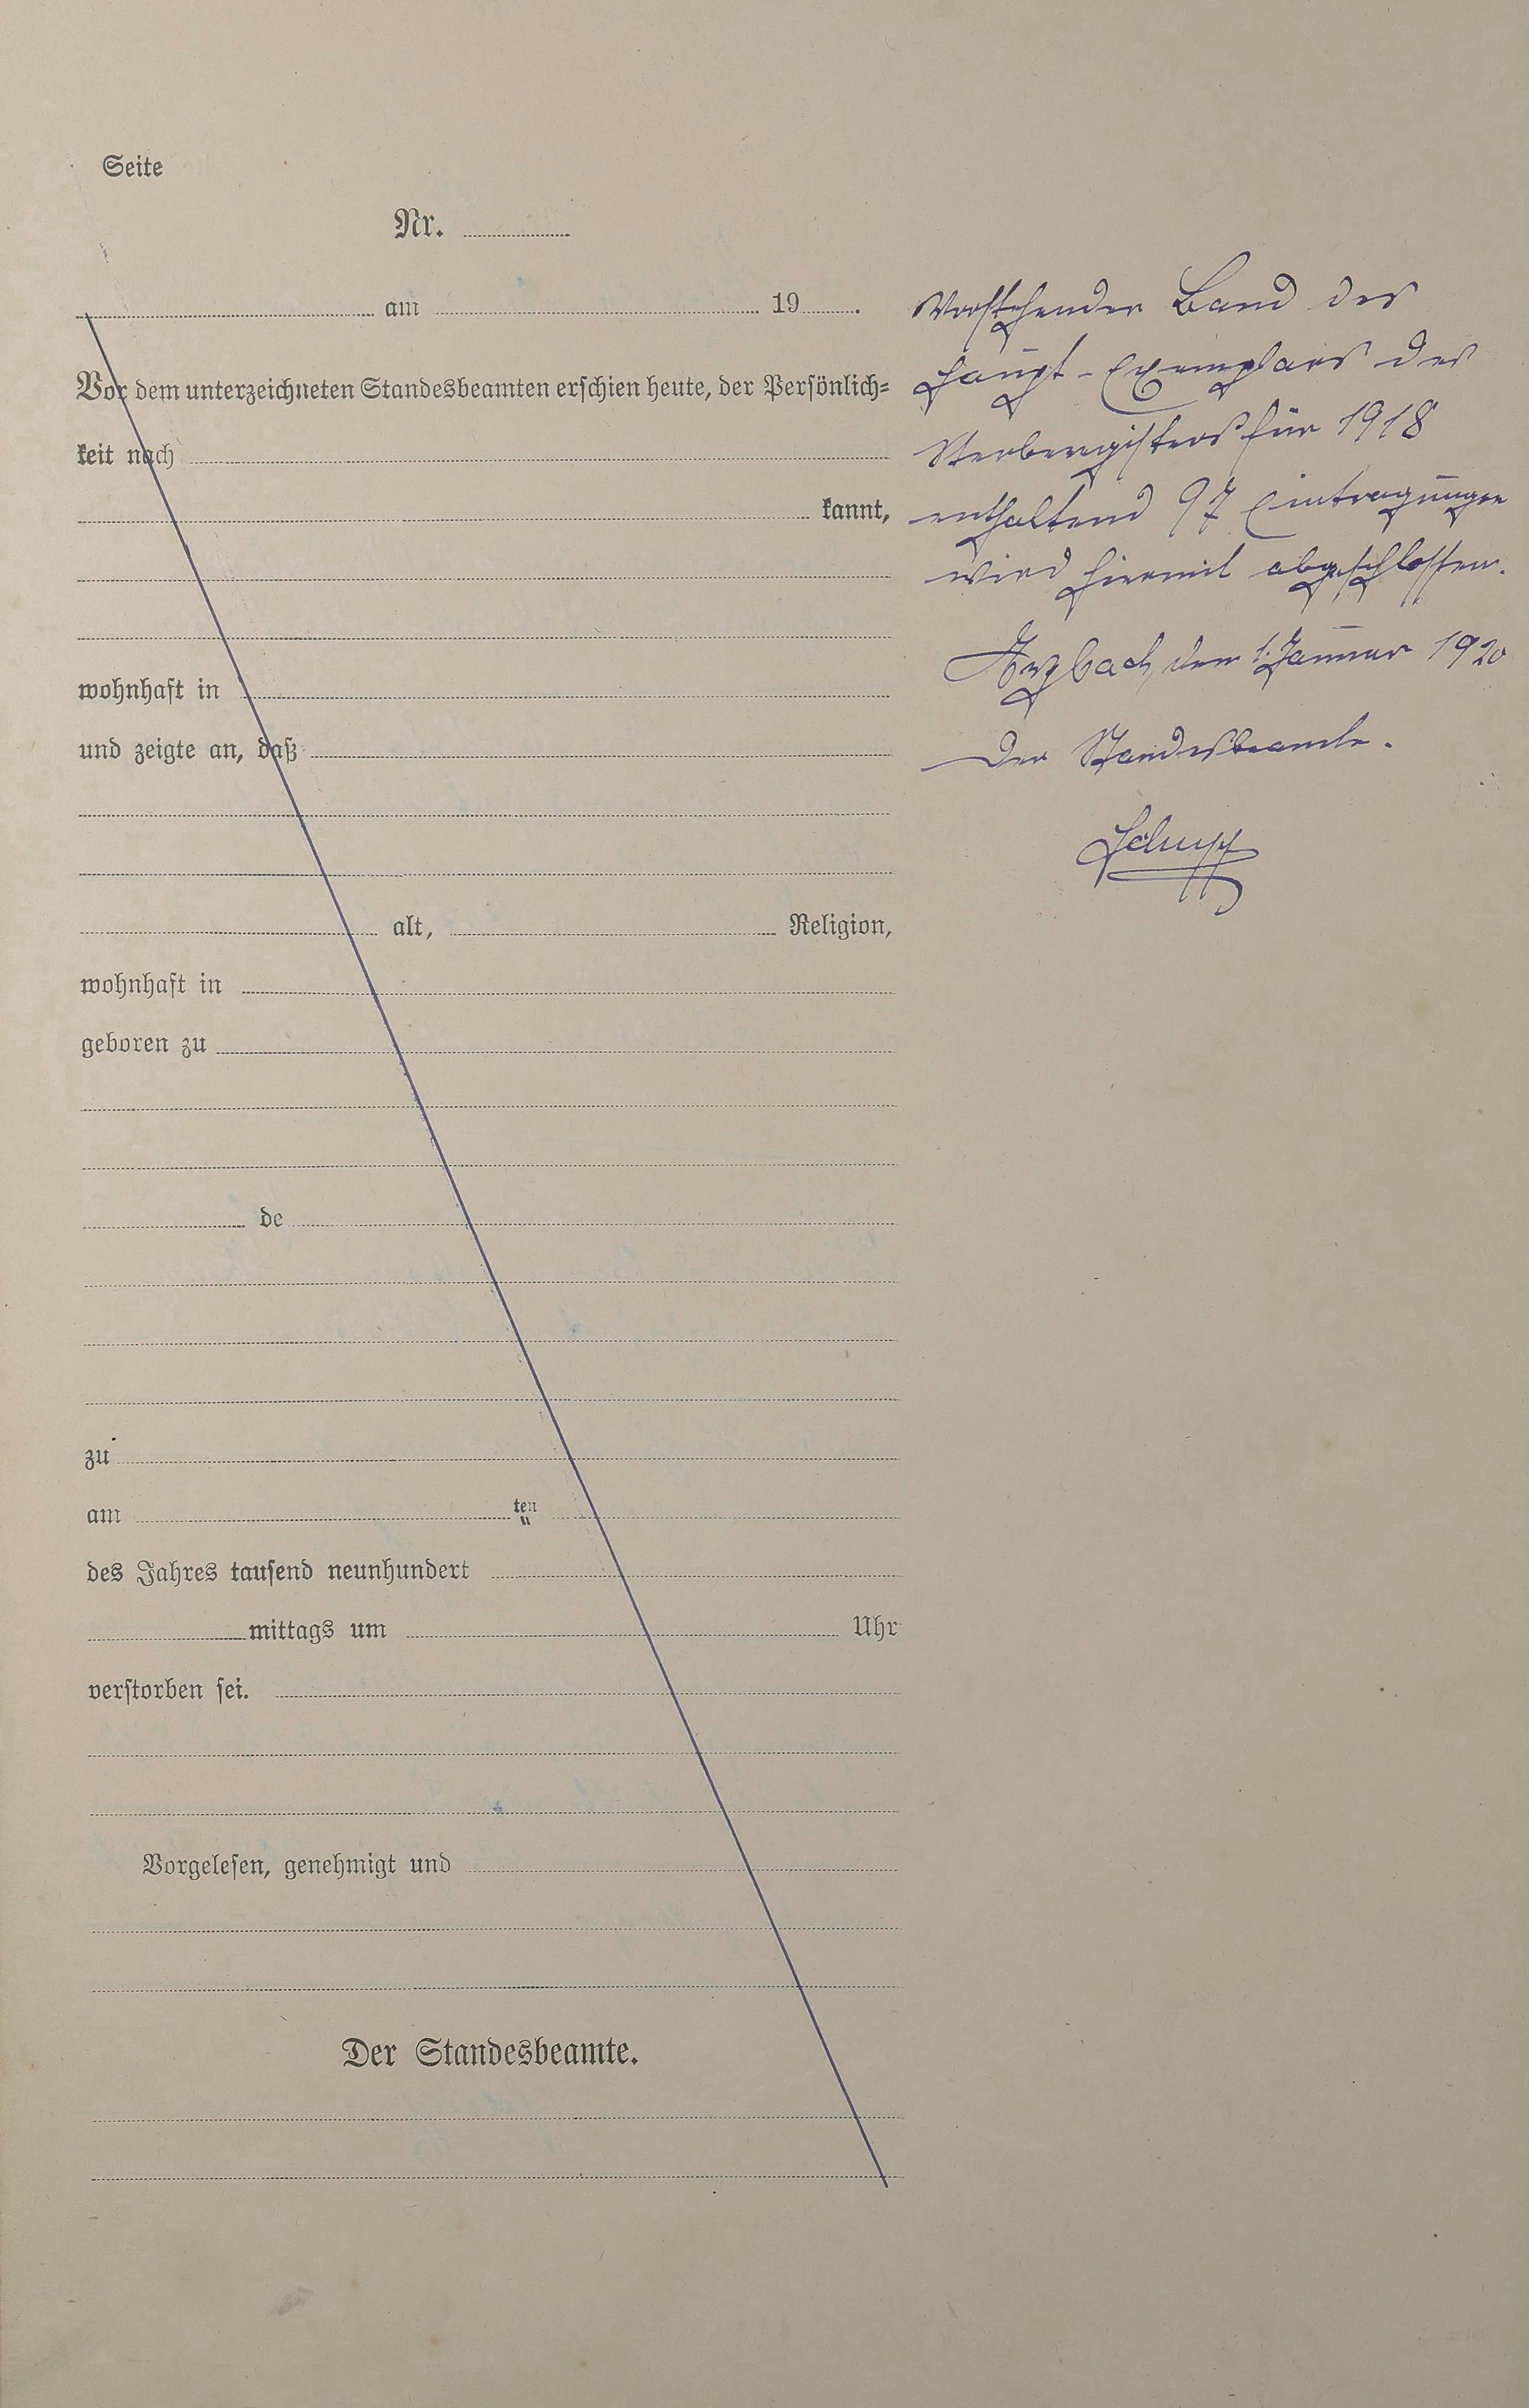 Seite
Nr.
am 19 .
Vor dem unterzeichneten Standesbeamten erschien heute, der Persönlich=
keit nach
kannt,
wohnhaft in
und zeigte an, daß
alt, Religion,
wohnhaft in
geboren zu
de
zu
am ten
des Jahres tausend neunhundert
mittags um Uhr
verstorben sei.
Vorgelesen, genehmigt und
Der Standesbeamte.
Vorstehender Band des
Haupt-Exemplars des
Sterberegisters für 1918
enthaltend 97 Eintragungen
wird hiermit abgeschlossen.
Arzbach, den 1. Januar 1920
Der Standesbeamte.